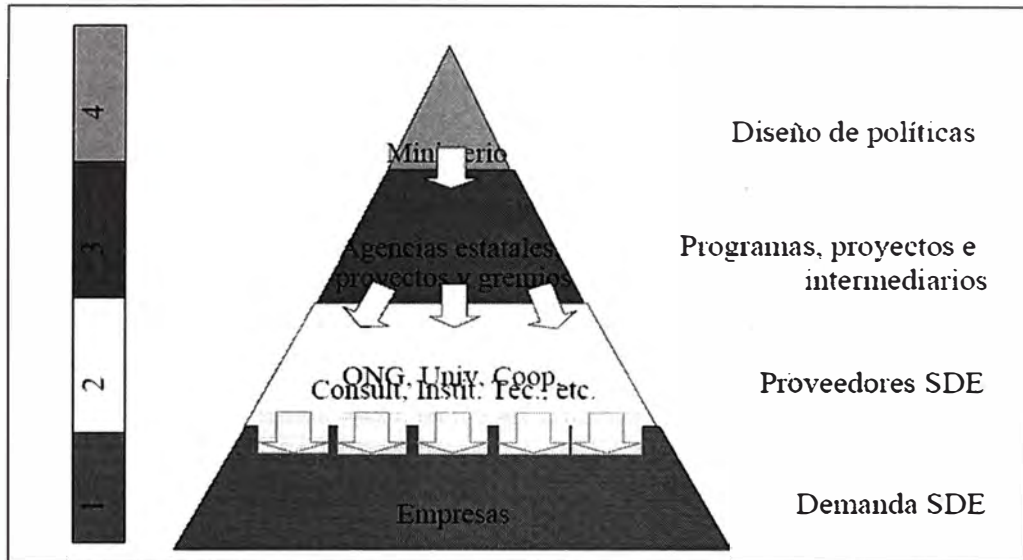 4
Ministerio
Diseño de políticas
3
Agencias estatales,
proyectos y gremios
Programas, proyectos e
intermediarios
2
ONG, Univ. Coop.,
Consult, Instit. Tec., etc.
Proveedores SDE
1
Empresas
Demanda SDE